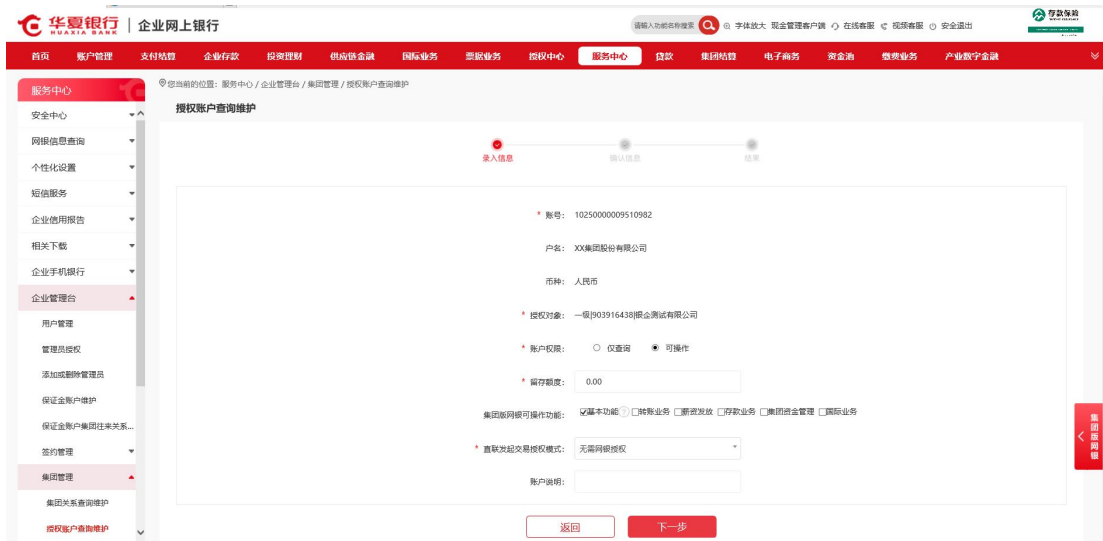 华夏银行
HUAXIA BANK
企业网上银行
请输入功能名称搜索
字体放大 现金管理客户端 在线客服 视频客服 安全退出
存款保险
首页 账户管理 支付结算 企业存款 投资理财 供应链金融 国际业务 票据业务 授权中心 服务中心 贷款 集团结算 电子商务 资金池 缴费业务 产业数字金融
服务中心
安全中心
网银信息查询
个性化设置
短信服务
企业信用报告
相关下载
企业手机银行
企业管理台
用户管理
管理员授权
添加或删除管理员
保证金账户维护
保证金账户集团往来关系...
签约管理
集团管理
集团关系查询维护
授权账户查询维护
您当前的位置：服务中心 / 企业管理台 / 集团管理 / 授权账户查询维护
授权账户查询维护
录入信息 确认信息 结果
* 账号： 10250000009510982
户名： XX集团股份有限公司
币种： 人民币
* 授权对象： 一级|903916438|银企测试有限公司
* 账户权限： 仅查询 可操作
* 留存额度： 0.00
集团版网银可操作功能： 基本功能 ? 转账业务 薪资发放 存款业务 集团资金管理 国际业务
* 直联发起交易授权模式： 无需网银授权
账户说明：
返回 下一步
集团版网银